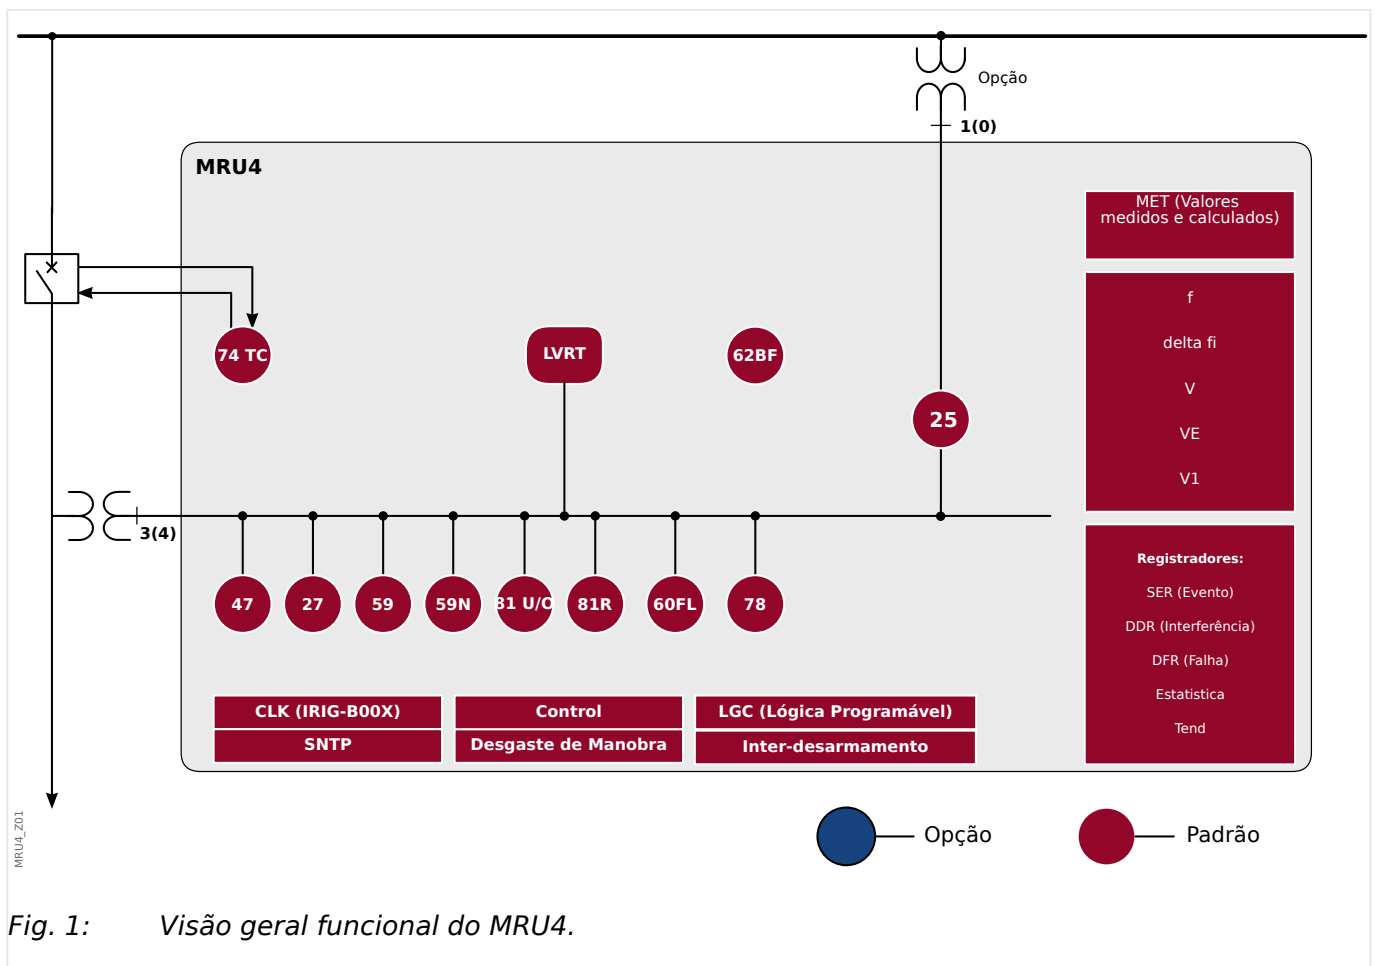 Opção
1(0)
MRU4
MET (Valores
medidos e calculados)
f
delta fi
V
VE
V1
74 TC
LVRT
62BF
25
3(4)
47
27
59
59N
81 U/O
81R
60FL
78
Registradores:
SER (Evento)
DDR (Interferência)
DFR (Falha)
Estatistica
Tend
CLK (IRIG-B00X)
SNTP
Control
Desgaste de Manobra
LGC (Lógica Programável)
Inter-desarmamento
Opção
Padrão
MRU4_Z01
Fig. 1: Visão geral funcional do MRU4.